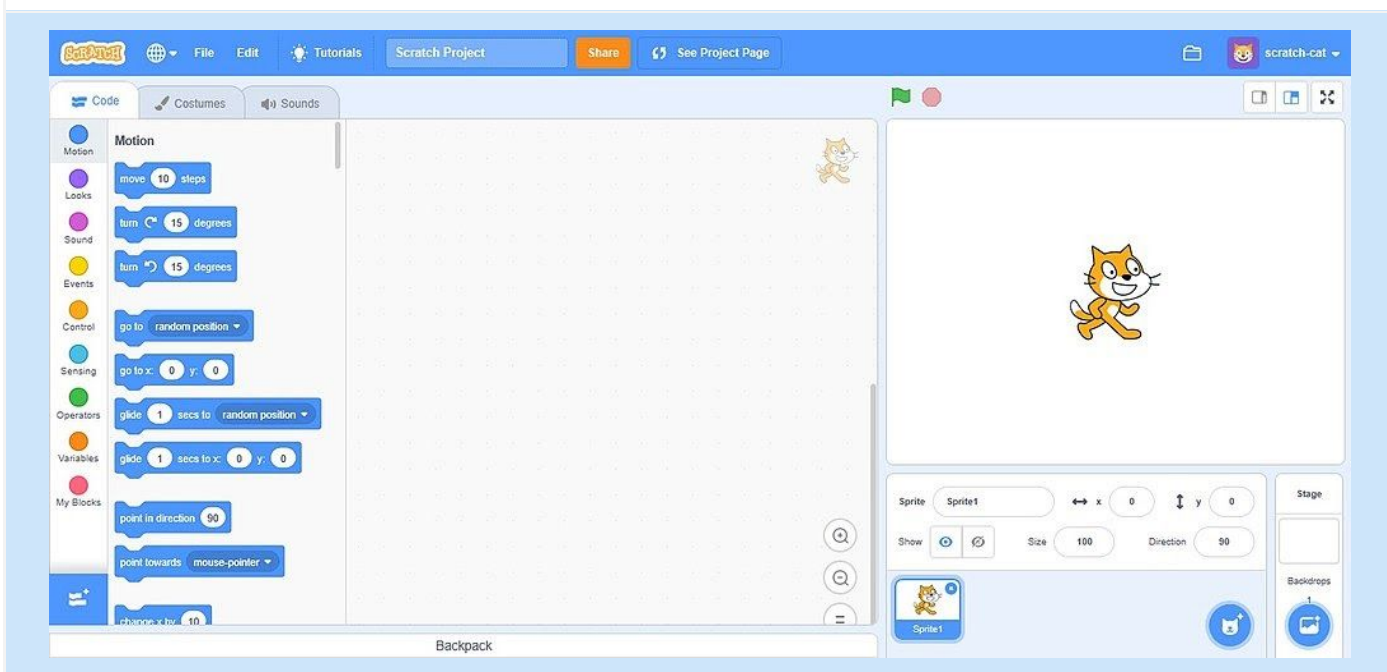 SCRATCH File Edit Tutorials Scratch Project Share See Project Page scratch-cat
Code Costumes Sounds
Motion
Looks
Sound
Events
Control
Sensing
Operators
Variables
My Blocks
Motion
move 10 steps
turn 15 degrees
turn 15 degrees
go to random position
go to x: 0 y: 0
glide 1 secs to random position
glide 1 secs to x: 0 y: 0
point in direction 90
point towards mouse-pointer
change x by 10
Backpack
Sprite Sprite1 x 0 y 0
Show Size 100 Direction 90
Sprite1
Stage
Backdrops
1